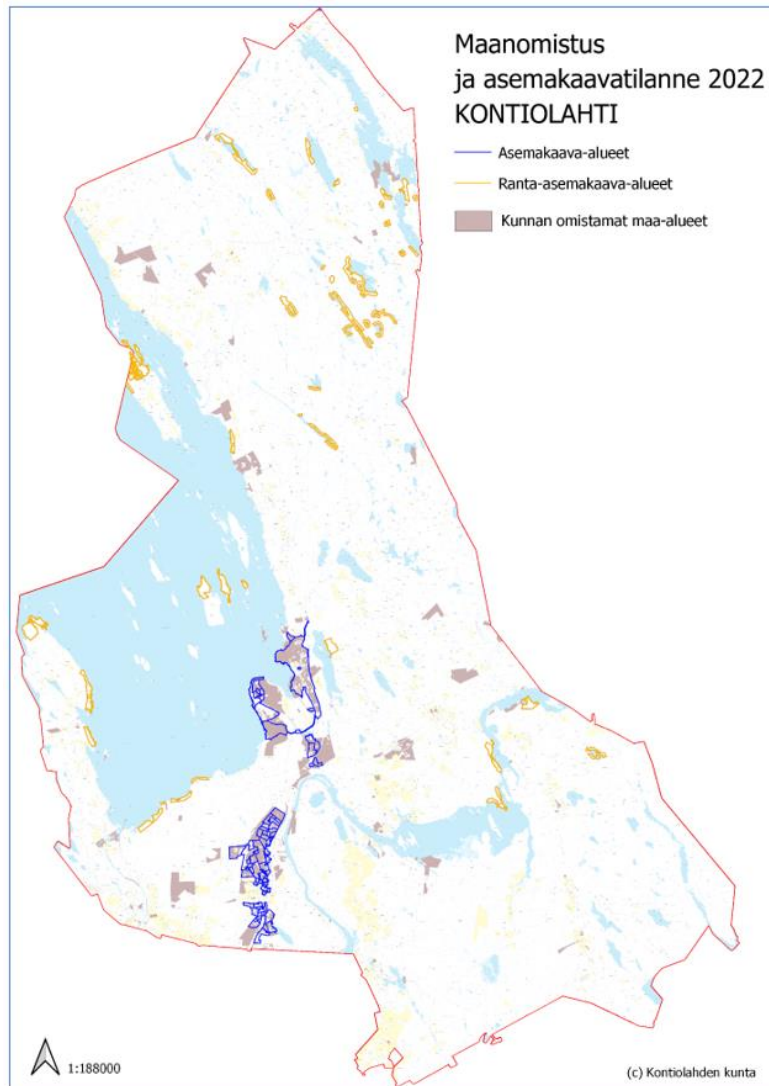 Maanomistus
ja asemakaavatilanne 2022
KONTIOLAHTI
Asemakaava-alueet
Ranta-asemakaava-alueet
Kunnan omistamat maa-alueet
1:188000
(c) Kontiolahden kunta